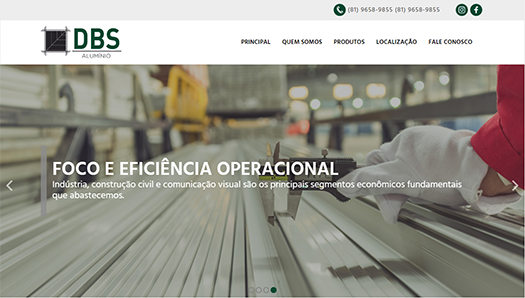 (81) 9658-9855 (81) 9658-9855
DBS
ALUMÍNIO
PRINCIPAL QUEM SOMOS PRODUTOS LOCALIZAÇÃO FALE CONOSCO
FOCO E EFICIÊNCIA OPERACIONAL
Indústria, construção civil e comunicação visual são os principais segmentos econômicos fundamentais
que abastecemos.